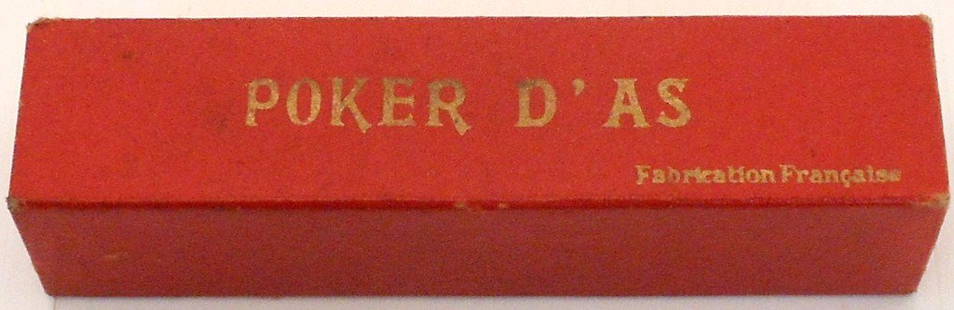 POKER D'AS
Fabrication Française